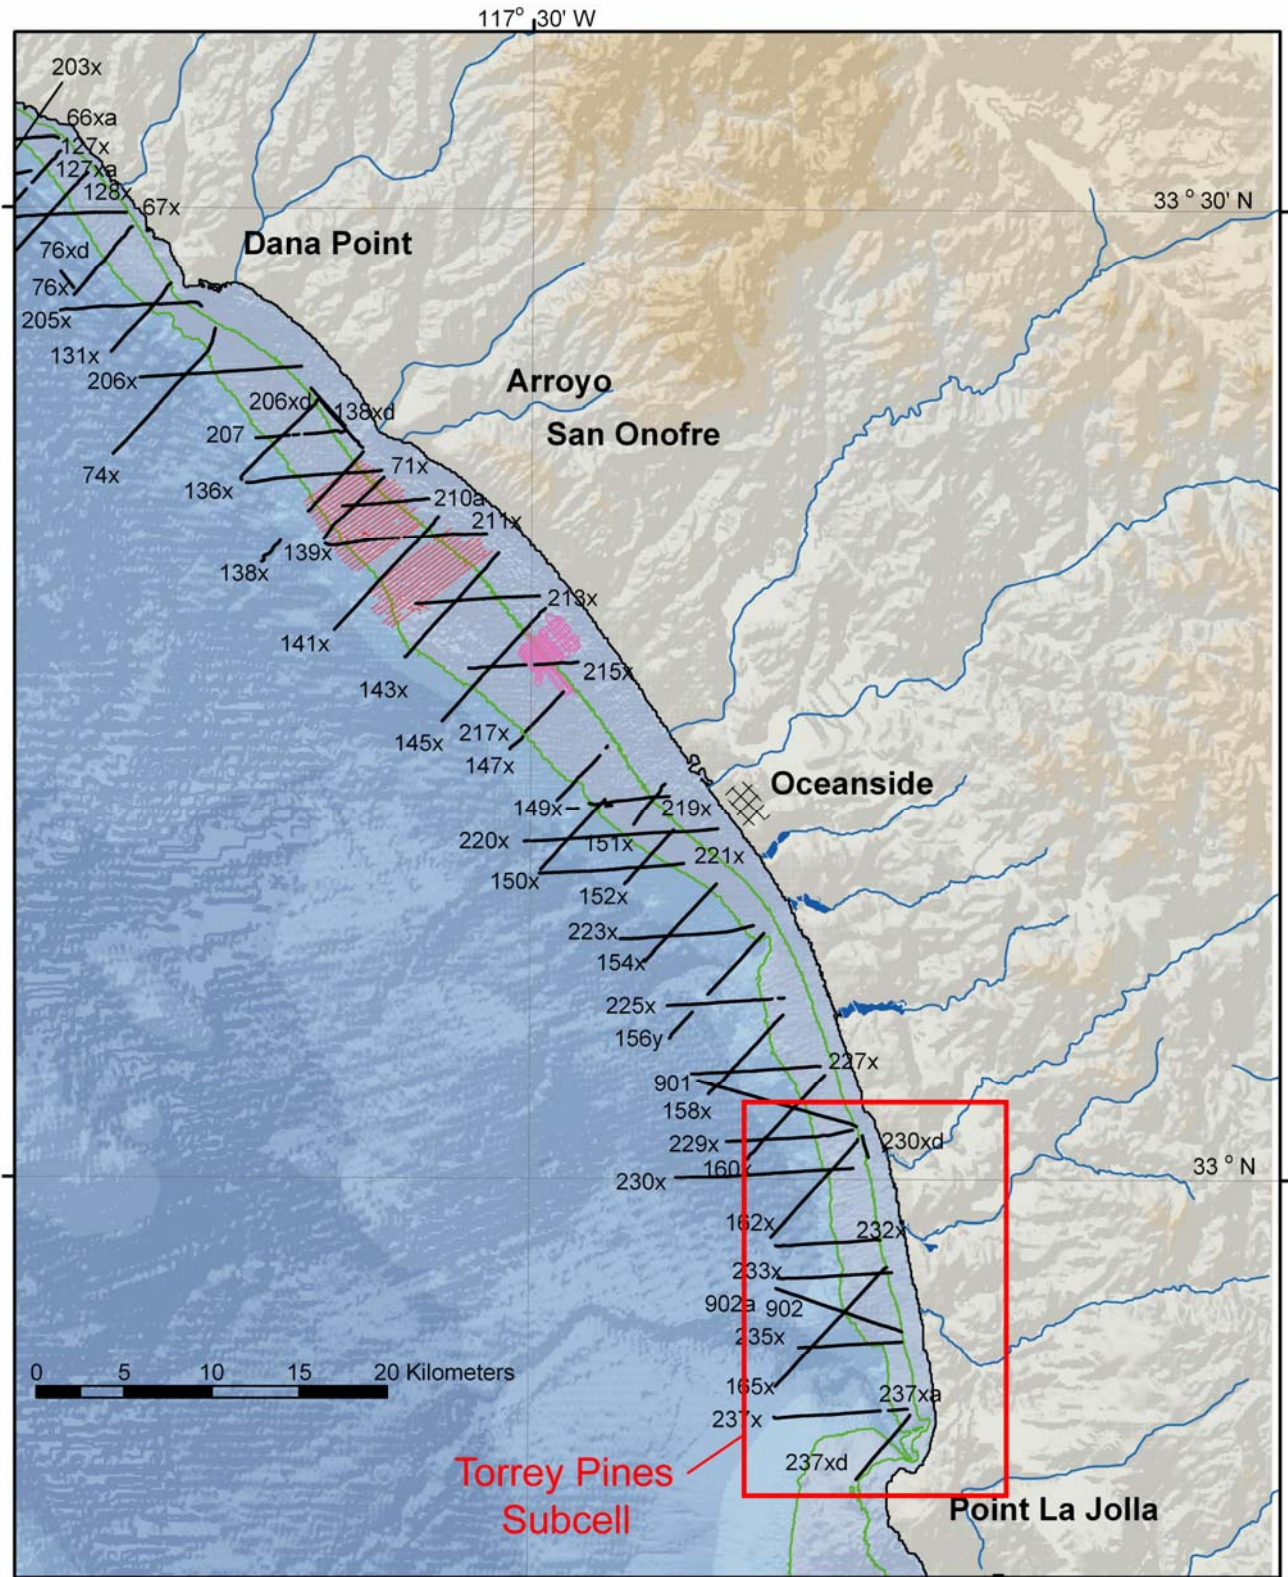 117° 30' W
203x
66xa
127x
127xa
128x
67x
33 ° 30' N
Dana Point
76xd
76x
205x
131x
206x
Arroyo
206xd
138xd
207
San Onofre
74x
136x
71x
210a
211x
139x
138x
213x
141x
215x
143x
217x
145x
147x
Oceanside
149x
219x
220x
151x
221x
150x
152x
223x
154x
225x
156y
227x
901
158x
229x
230xd
160x
33 ° N
230x
162x
232x
233x
902a
902
235x
0 5 10 15 20 Kilometers
165x
237xa
237x
237xd
Torrey Pines
Subcell
Point La Jolla